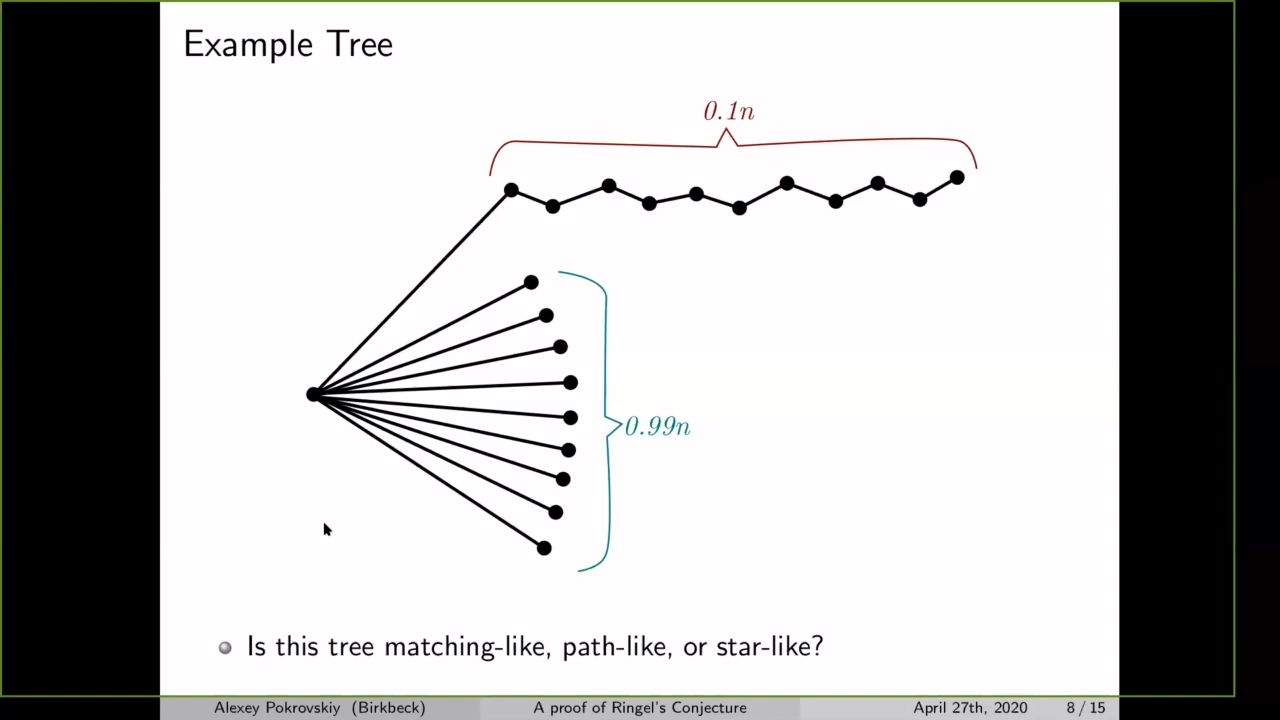 Example Tree
0.1n
0.99n
Is this tree matching-like, path-like, or star-like?
Alexey Pokrovskiy (Birkbeck) A proof of Ringel's Conjecture April 27th, 2020 8 / 15